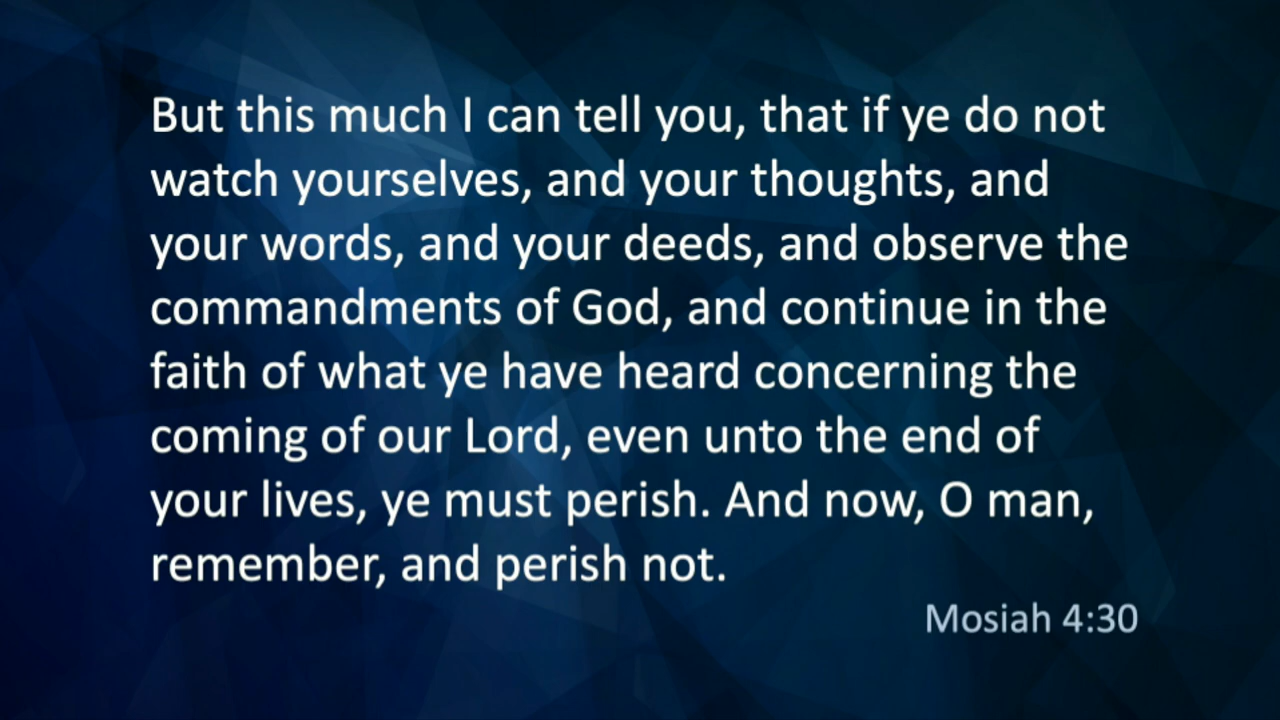 But this much I can tell you, that if ye do not
watch yourselves, and your thoughts, and
your words, and your deeds, and observe the
commandments of God, and continue in the
faith of what ye have heard concerning the
coming of our Lord, even unto the end of
your lives, ye must perish. And now, O man,
remember, and perish not.
Mosiah 4:30